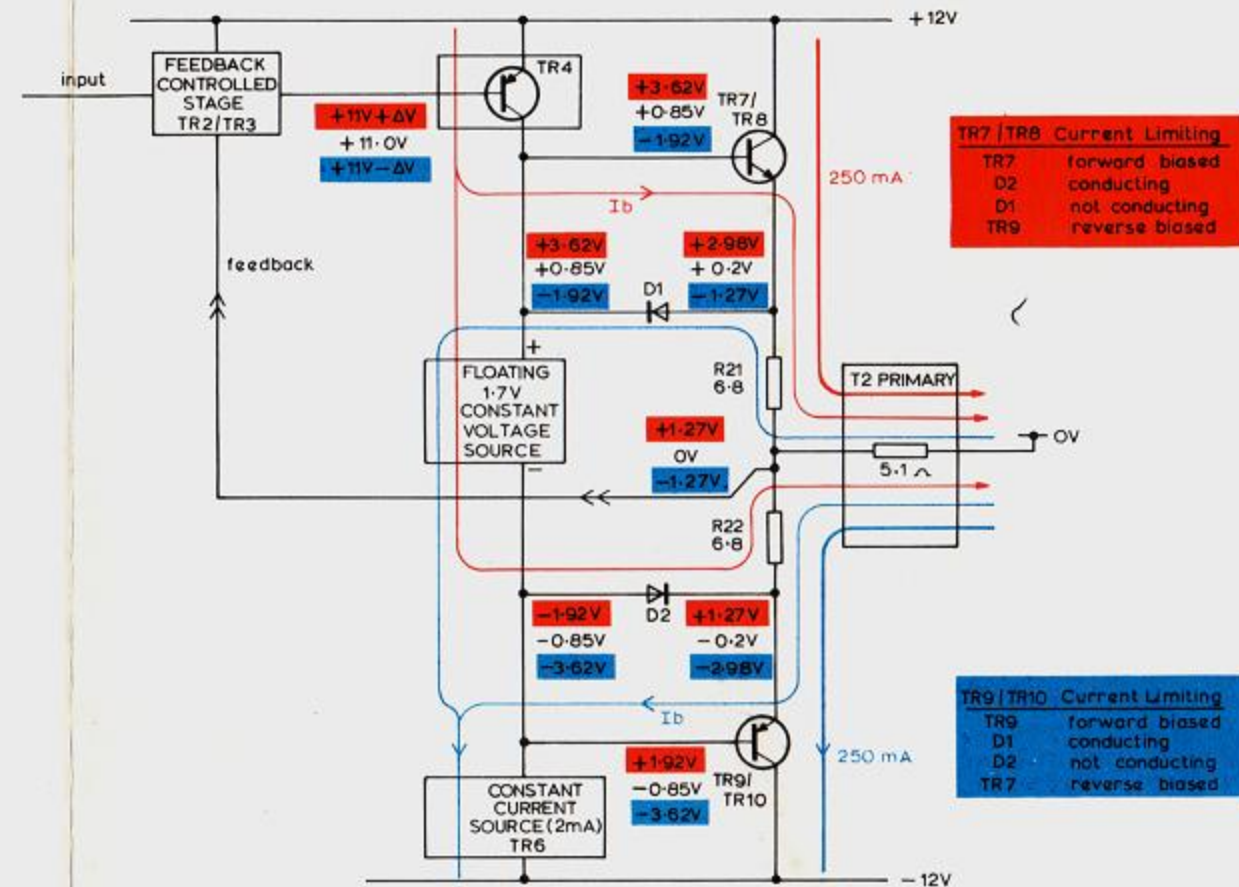 +12V
input
FEEDBACK
CONTROLLED
STAGE
TR2/TR3
TR4
+11V+ΔV
+11·0V
+11V-ΔV
+3·62V
+0·85V
-1·92V
TR7/
TR8
250 mA
TR7/TR8 Current Limiting
TR7 forward biased
D2 conducting
D1 not conducting
TR9 reverse biased
Ib
feedback
+3·62V
+0·85V
-1·92V
D1
+2·98V
+0·2V
-1·27V
+
FLOATING
1·7V
CONSTANT
VOLTAGE
SOURCE
-
R21
6·8
T2 PRIMARY
+1·27V
0V
-1·27V
0V
5·1
R22
6·8
-1·92V
-0·85V
-3·62V
D2
+1·27V
-0·2V
-2·98V
Ib
TR9/TR10 Current Limiting
TR9 forward biased
D1 conducting
D2 not conducting
TR7 reverse biased
+1·92V
-0·85V
-3·62V
TR9/
TR10
250 mA
CONSTANT
CURRENT
SOURCE (2mA)
TR6
-12V